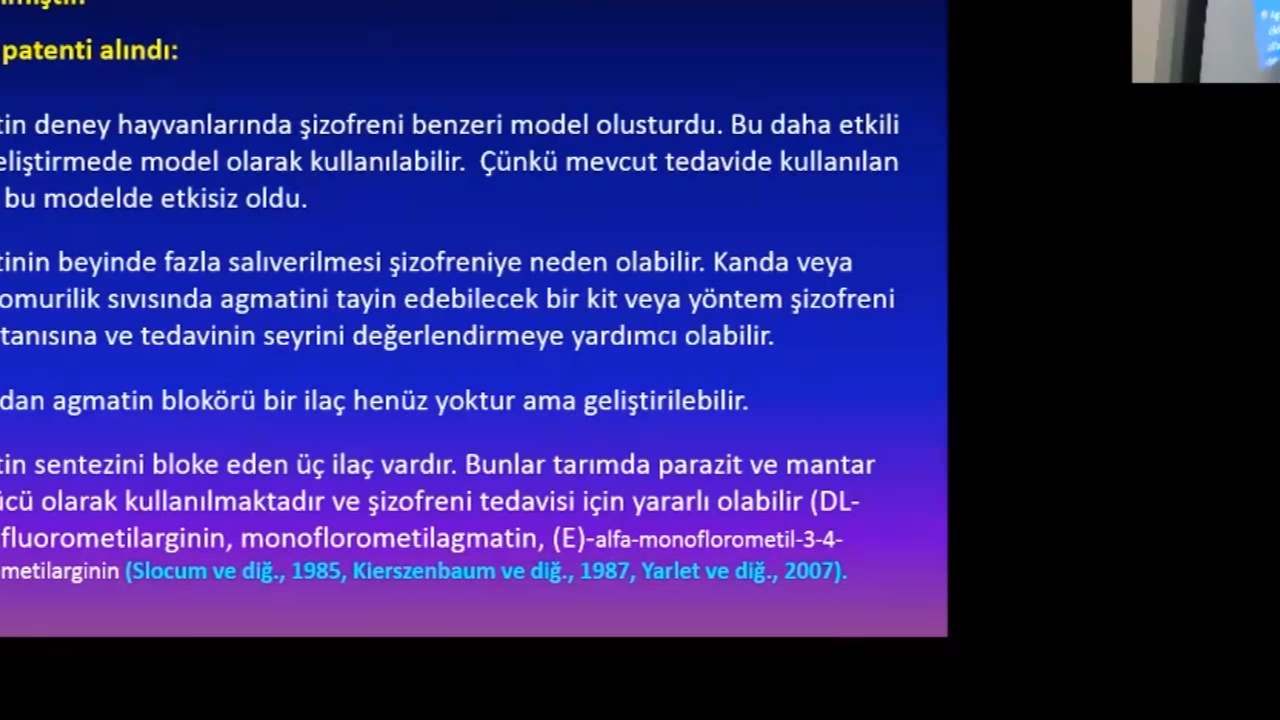 patenti alındı:
tin deney hayvanlarında şizofreni benzeri model olusturdu. Bu daha etkili
eliştirmede model olarak kullanılabilir. Çünkü mevcut tedavide kullanılan
bu modelde etkisiz oldu.
tinin beyinde fazla salıverilmesi şizofreniye neden olabilir. Kanda veya
omurilik sıvısında agmatini tayin edebilecek bir kit veya yöntem şizofreni
tanısına ve tedavinin seyrini değerlendirmeye yardımcı olabilir.
dan agmatin blokörü bir ilaç henüz yoktur ama geliştirilebilir.
tin sentezini bloke eden üç ilaç vardır. Bunlar tarımda parazit ve mantar
ücü olarak kullanılmaktadır ve şizofreni tedavisi için yararlı olabilir (DL-
fluorometilarginin, monoflorometilagmatin, (E)-alfa-monoflorometil-3-4-
metilarginin (Slocum ve diğ., 1985, Kierszenbaum ve diğ., 1987, Yarlet ve diğ., 2007).